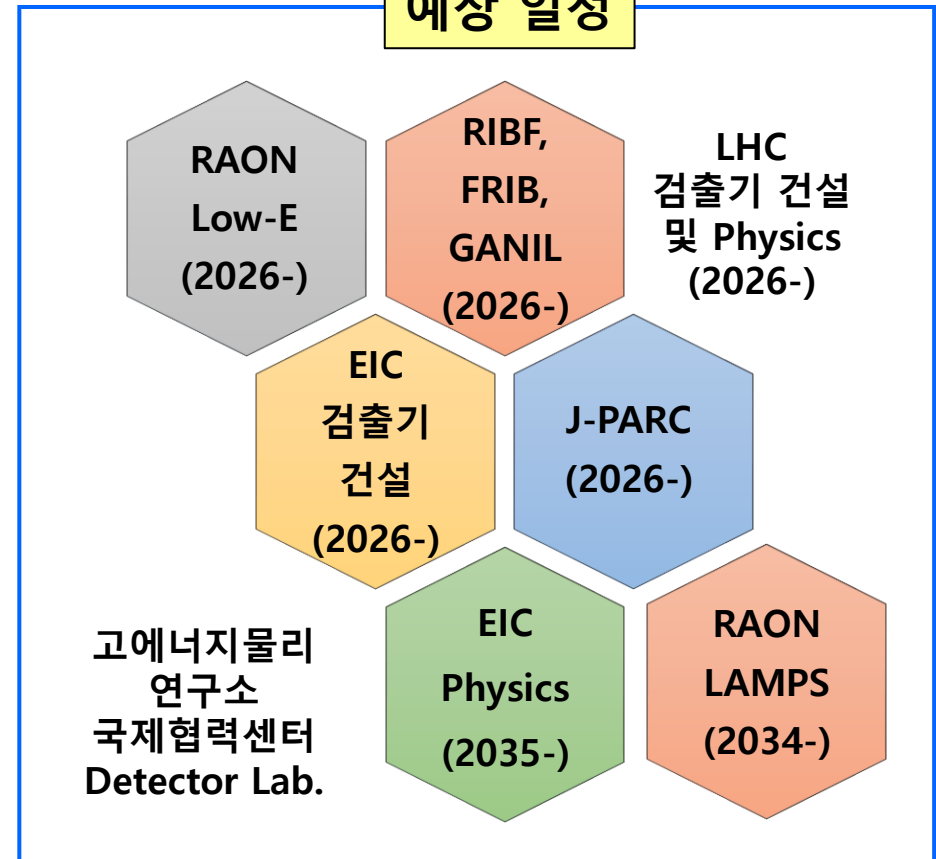 예상 일정
RAON
Low-E
(2026-)
RIBF,
FRIB,
GANIL
(2026-)
LHC
검출기 건설
및 Physics
(2026-)
EIC
검출기
건설
(2026-)
J-PARC
(2026-)
고에너지물리
연구소
국제협력센터
Detector Lab.
EIC
Physics
(2035-)
RAON
LAMPS
(2034-)